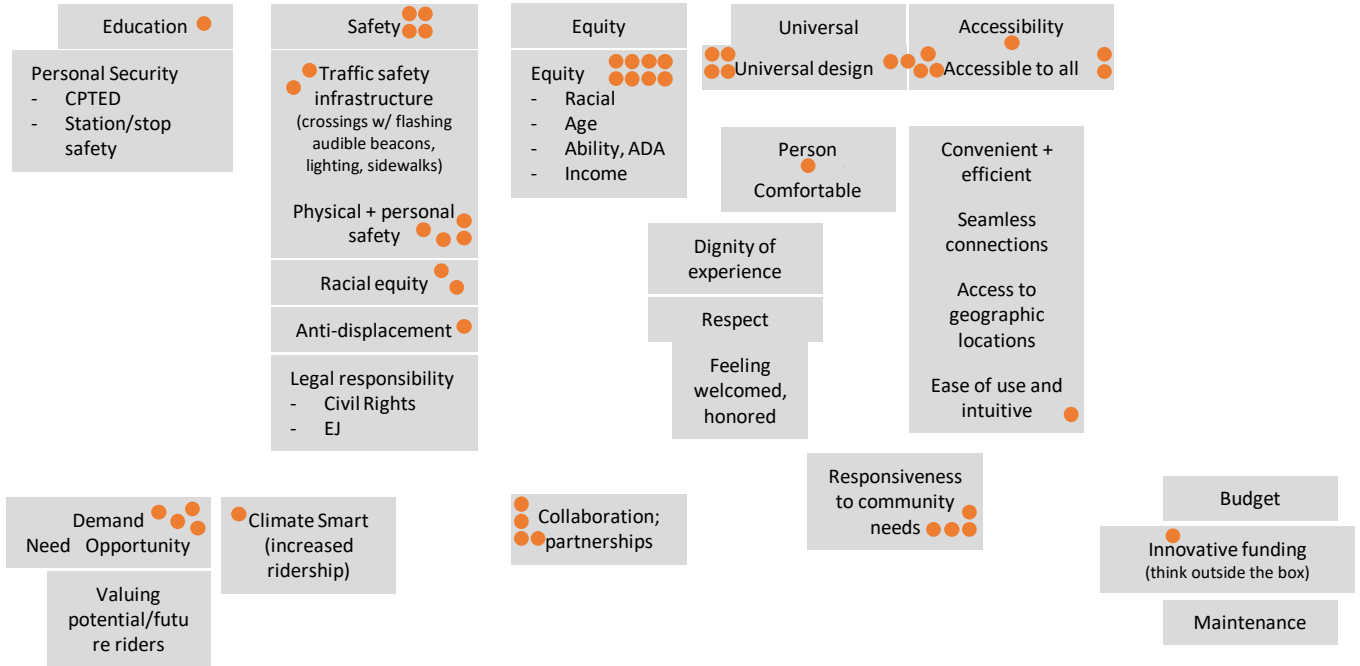 Education
Personal Security
- CPTED
- Station/stop
safety
Safety
Traffic safety
infrastructure
(crossings w/ flashing
audible beacons,
lighting, sidewalks)
Physical + personal
safety
Racial equity
Anti-displacement
Legal responsibility
- Civil Rights
- EJ
Equity
Equity
- Racial
- Age
- Ability, ADA
- Income
Universal
Universal design
Accessibility
Accessible to all
Person
Comfortable
Dignity of
experience
Respect
Feeling
welcomed,
honored
Convenient +
efficient
Seamless
connections
Access to
geographic
locations
Ease of use and
intuitive
Demand
Need Opportunity
Valuing
potential/futu
re riders
Climate Smart
(increased
ridership)
Collaboration;
partnerships
Responsiveness
to community
needs
Budget
Innovative funding
(think outside the box)
Maintenance